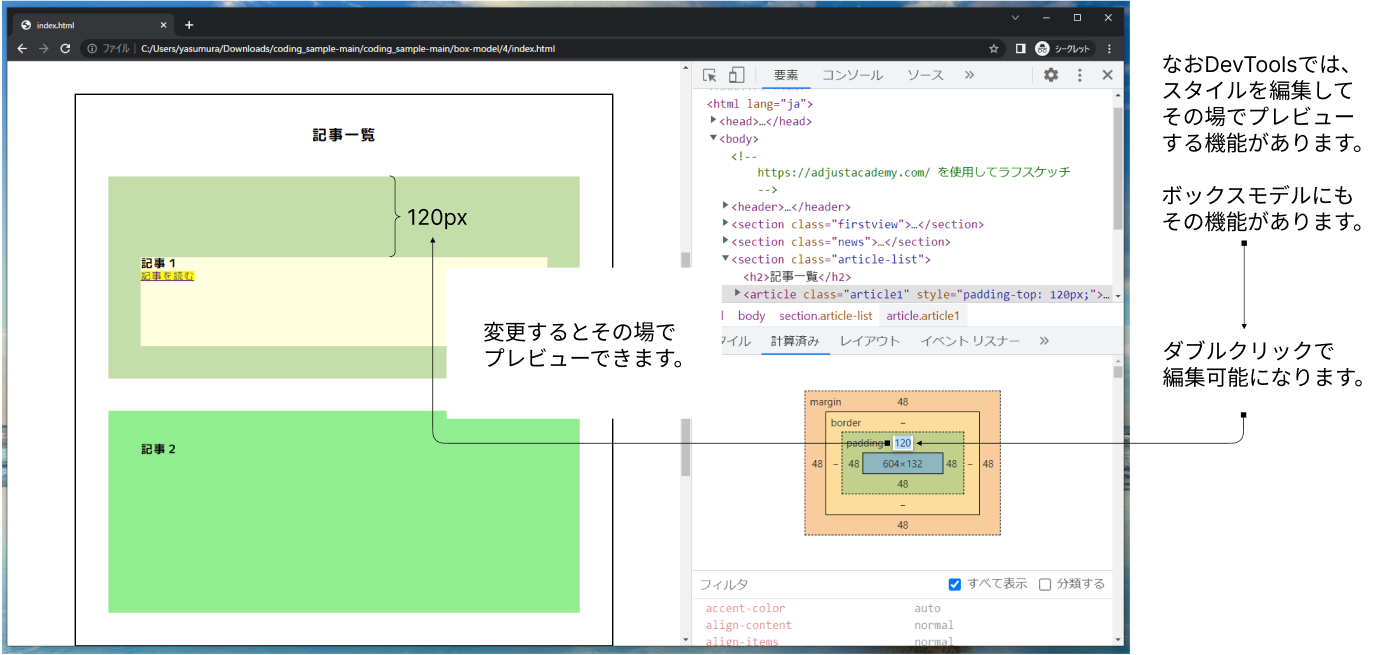 index.html
ファイル C:/Users/yasumura/Downloads/coding_sample-main/coding_sample-main/box-model/4/index.html
シークレット
記事一覧
120px
記事 1
記事を読む
変更するとその場で
プレビューできます。
記事 2
要素 コンソール ソース
<html lang="ja">
<head>…</head>
<body>
<!--
https://adjustacademy.com/ を使用してラフスケッチ
-->
<header>…</header>
<section class="firstview">…</section>
<section class="news">…</section>
<section class="article-list">
<h2>記事一覧</h2>
<article class="article1" style="padding-top: 120px;">…
body section.article-list article.article1
タイル 計算済み レイアウト イベント リスナー
margin 48
border –
padding 120
48 – 48 604×132 48 – 48
48
–
48
フィルタ すべて表示 分類する
accent-color auto
align-content normal
align-items normal
なおDevToolsでは、
スタイルを編集して
その場でプレビュー
する機能があります。
ボックスモデルにも
その機能があります。
ダブルクリックで
編集可能になります。